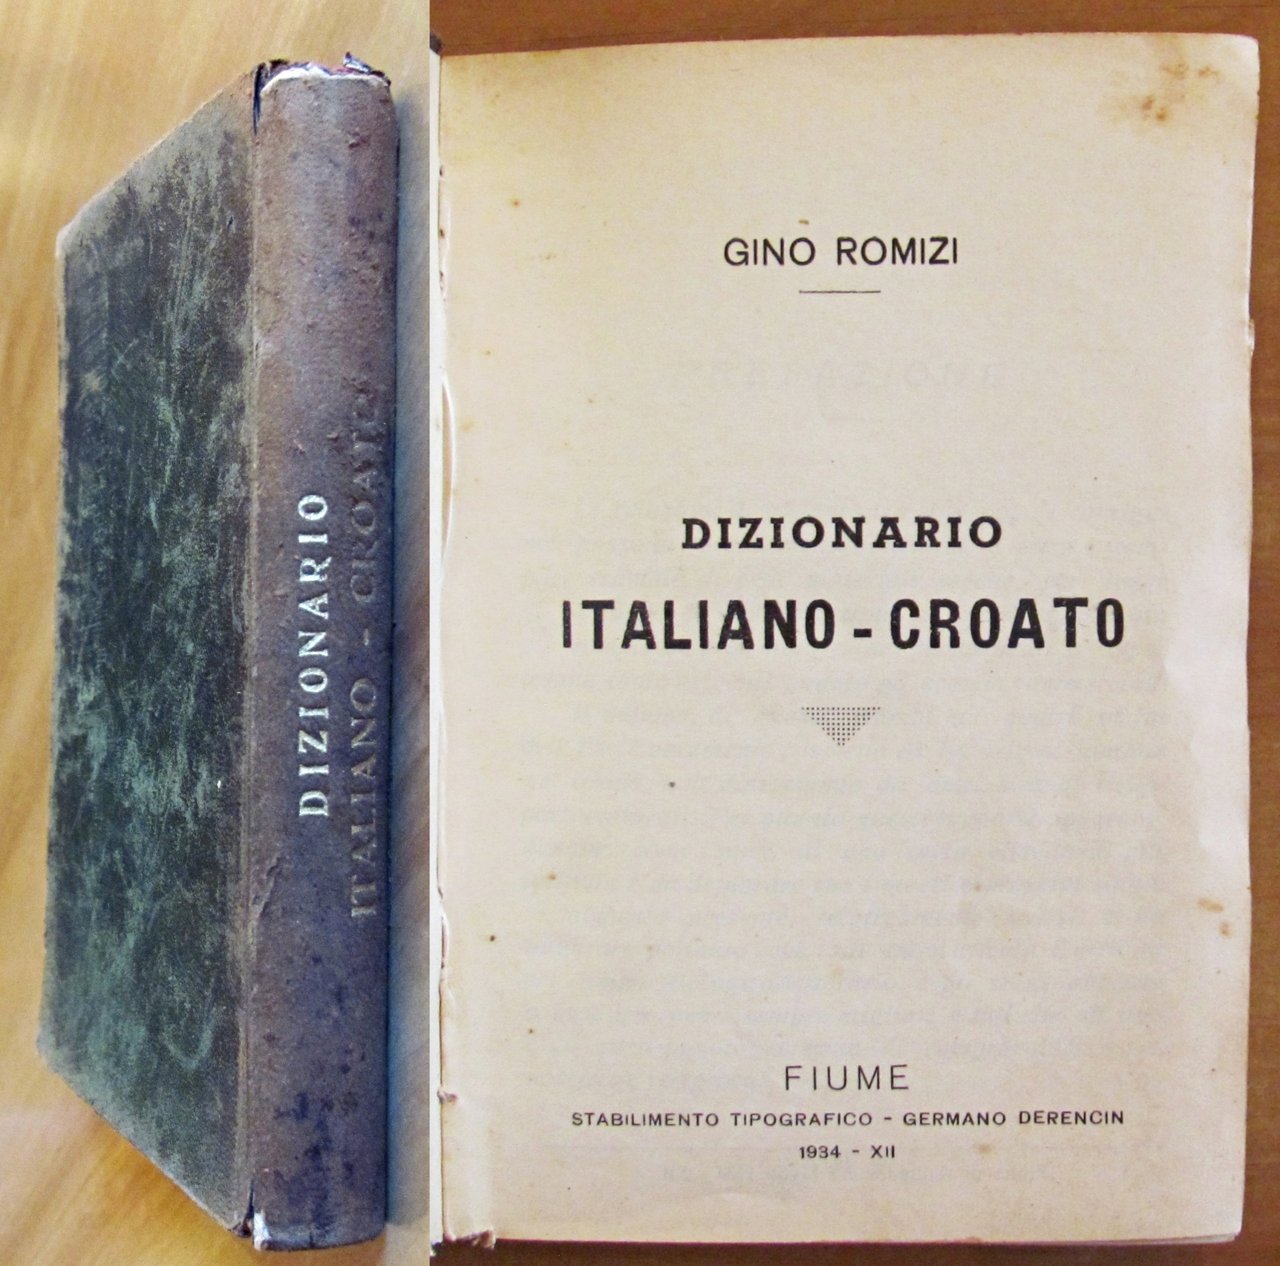 DIZIONARIO
ITALIANO - CROATO
GINO ROMIZI
DIZIONARIO
ITALIANO - CROATO
FIUME
STABILIMENTO TIPOGRAFICO - GERMANO DERENCIN
1934 - XII